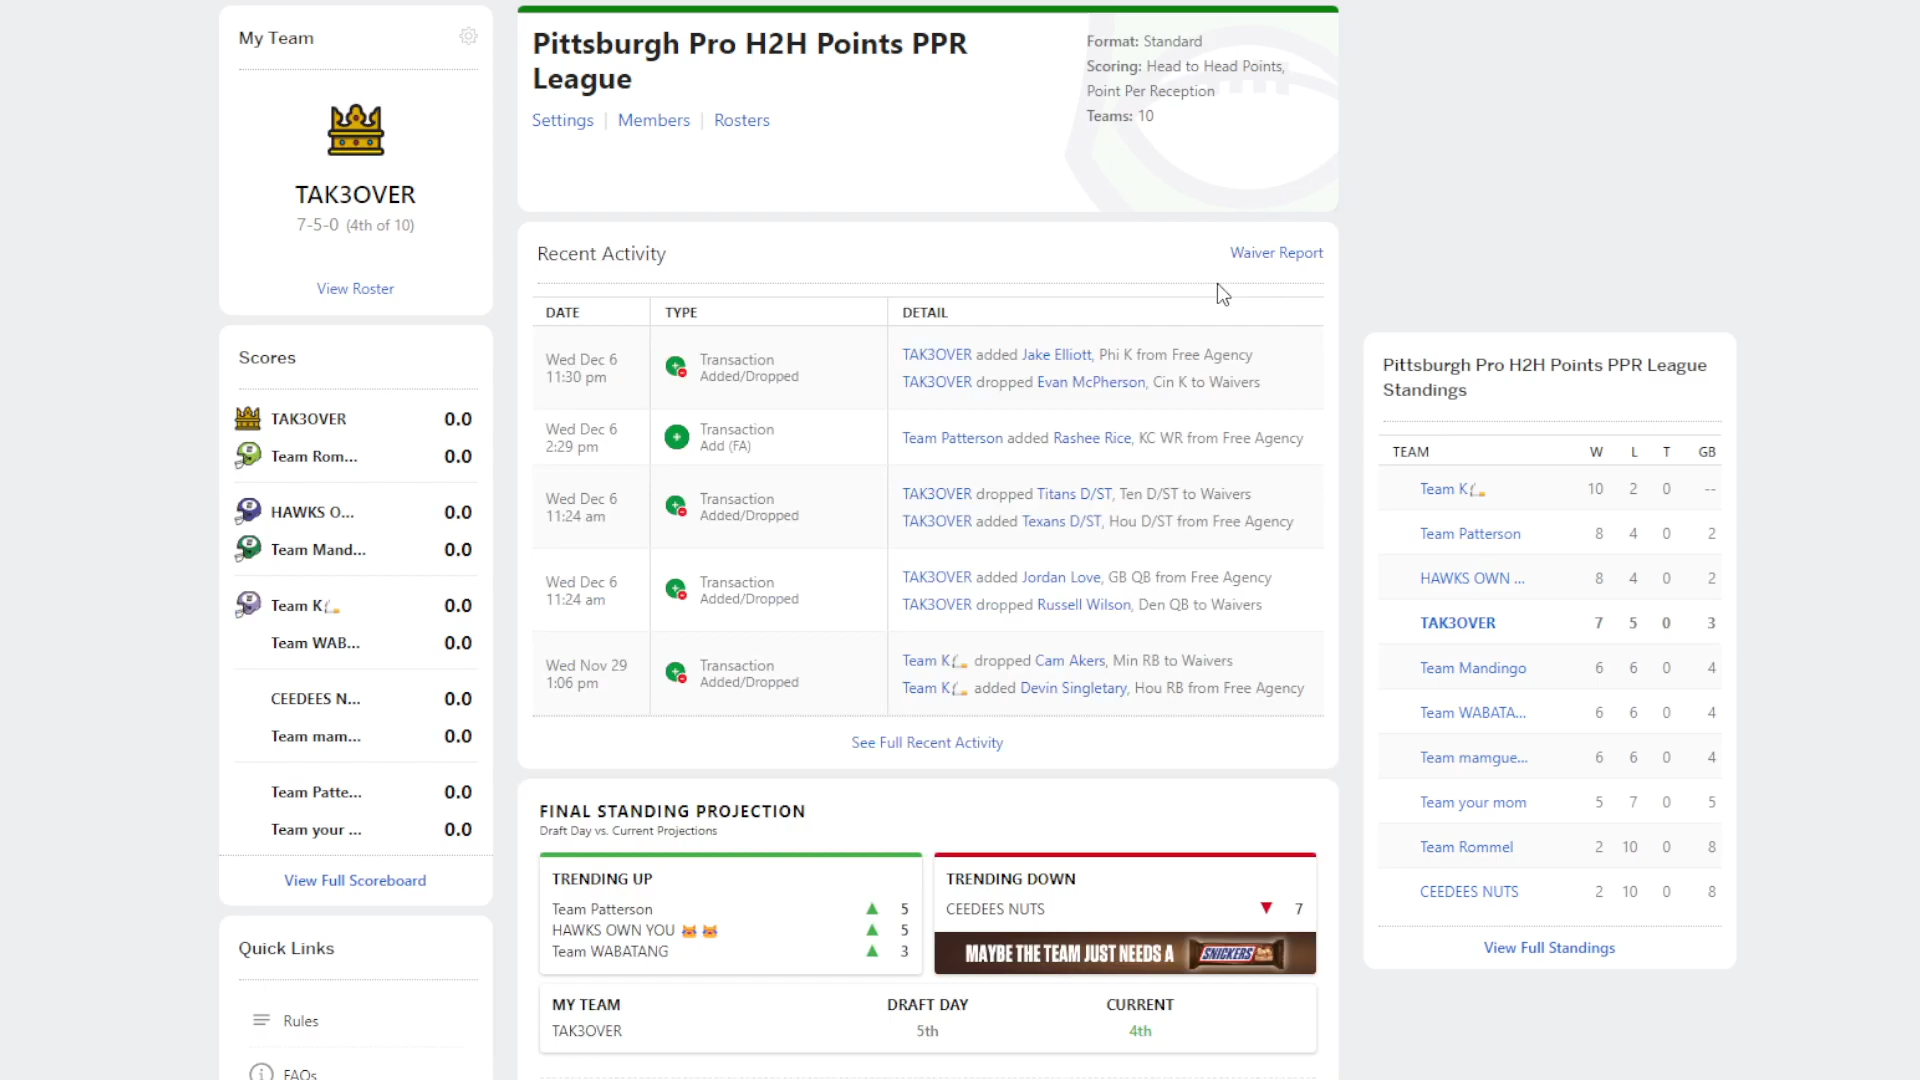 My Team
TAK3OVER
7-5-0 (4th of 10)
View Roster
Scores
TAK3OVER 0.0
Team Rom... 0.0
HAWKS O... 0.0
Team Mand... 0.0
Team K🦾 0.0
Team WAB... 0.0
CEEDEES N... 0.0
Team mam... 0.0
Team Patte... 0.0
Team your ... 0.0
View Full Scoreboard
Quick Links
Rules
FAQs
Pittsburgh Pro H2H Points PPR
League
Settings | Members | Rosters
Format: Standard
Scoring: Head to Head Points,
Point Per Reception
Teams: 10
Recent Activity
Waiver Report
DATE TYPE DETAIL
Wed Dec 6
11:30 pm
Transaction
Added/Dropped
TAK3OVER added Jake Elliott, Phi K from Free Agency
TAK3OVER dropped Evan McPherson, Cin K to Waivers
Wed Dec 6
2:29 pm
Transaction
Add (FA)
Team Patterson added Rashee Rice, KC WR from Free Agency
Wed Dec 6
11:24 am
Transaction
Added/Dropped
TAK3OVER dropped Titans D/ST, Ten D/ST to Waivers
TAK3OVER added Texans D/ST, Hou D/ST from Free Agency
Wed Dec 6
11:24 am
Transaction
Added/Dropped
TAK3OVER added Jordan Love, GB QB from Free Agency
TAK3OVER dropped Russell Wilson, Den QB to Waivers
Wed Nov 29
1:06 pm
Transaction
Added/Dropped
Team K🦾 dropped Cam Akers, Min RB to Waivers
Team K🦾 added Devin Singletary, Hou RB from Free Agency
See Full Recent Activity
FINAL STANDING PROJECTION
Draft Day vs. Current Projections
TRENDING UP
Team Patterson ▲ 5
HAWKS OWN YOU 😹 😹 ▲ 5
Team WABATANG ▲ 3
TRENDING DOWN
CEEDEES NUTS ▼ 7
MAYBE THE TEAM JUST NEEDS A SNICKERS
MY TEAM DRAFT DAY CURRENT
TAK3OVER 5th 4th
Pittsburgh Pro H2H Points PPR League
Standings
TEAM W L T GB
Team K🦾 10 2 0 --
Team Patterson 8 4 0 2
HAWKS OWN ... 8 4 0 2
TAK3OVER 7 5 0 3
Team Mandingo 6 6 0 4
Team WABATA... 6 6 0 4
Team mamgue... 6 6 0 4
Team your mom 5 7 0 5
Team Rommel 2 10 0 8
CEEDEES NUTS 2 10 0 8
View Full Standings